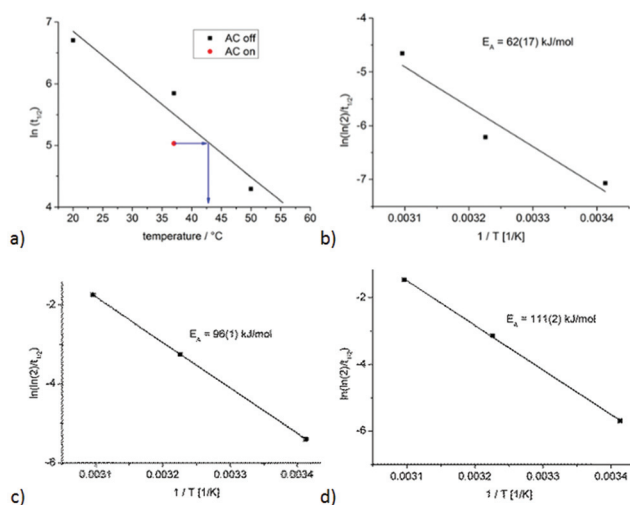 7
6
5
4
ln (t1/2)
AC off
AC on
20 25 30 35 40 45 50 55 60
temperature / °C
a)
EA = 62(17) kJ/mol
-4
-5
-6
-7
ln(ln(2)/t1/2)
0.0031 0.0032 0.0033 0.0034
1 / T [1/K]
b)
-2
-4
-6
ln(ln(2)/t1/2)
EA = 96(1) kJ/mol
0.0031 0.0032 0.0033 0.0034
1 / T [1/K]
c)
-2
-4
-6
ln(ln(2)/t1/2)
EA = 111(2) kJ/mol
0.0031 0.0032 0.0033 0.0034
1 / T [1/K]
d)